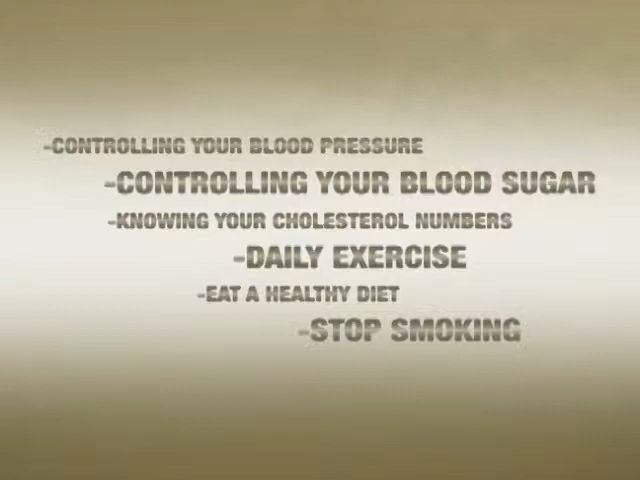 -CONTROLLING YOUR BLOOD PRESSURE
-CONTROLLING YOUR BLOOD SUGAR
-KNOWING YOUR CHOLESTEROL NUMBERS
-DAILY EXERCISE
-EAT A HEALTHY DIET
-STOP SMOKING